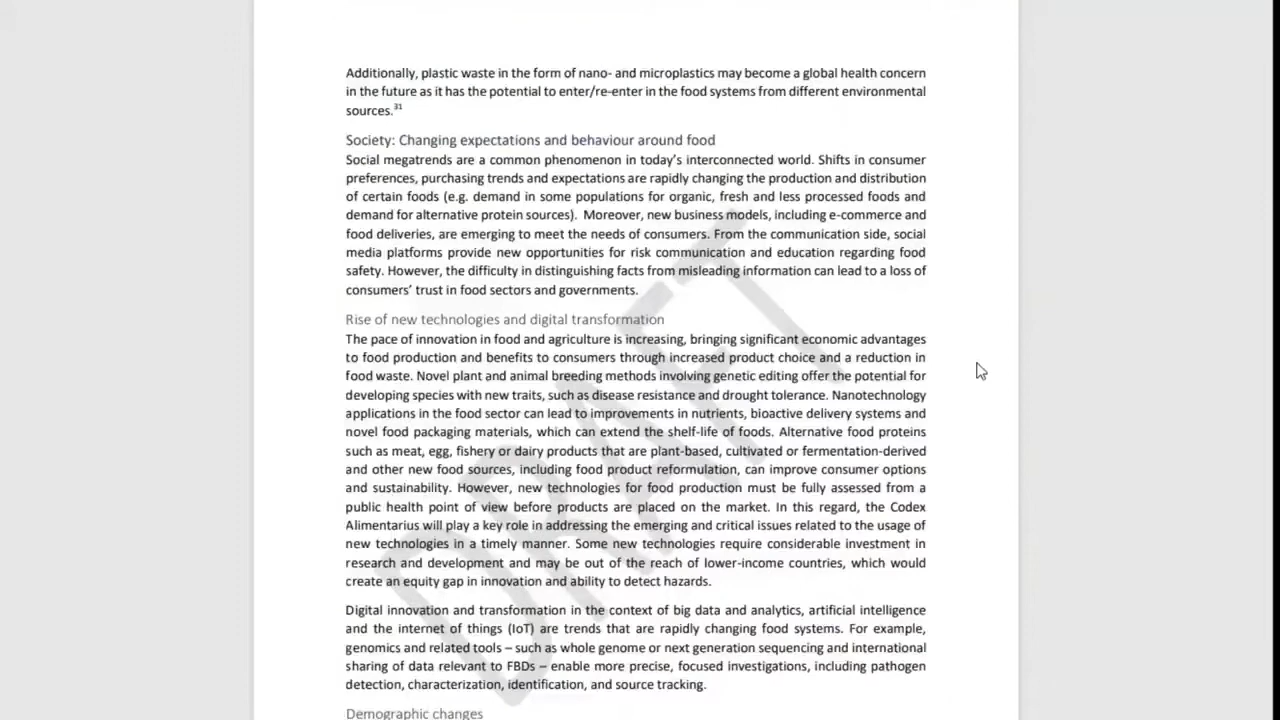 Additionally, plastic waste in the form of nano- and microplastics may become a global health concern
in the future as it has the potential to enter/re-enter in the food systems from different environmental
sources.31
Society: Changing expectations and behaviour around food
Social megatrends are a common phenomenon in today's interconnected world. Shifts in consumer
preferences, purchasing trends and expectations are rapidly changing the production and distribution
of certain foods (e.g. demand in some populations for organic, fresh and less processed foods and
demand for alternative protein sources). Moreover, new business models, including e-commerce and
food deliveries, are emerging to meet the needs of consumers. From the communication side, social
media platforms provide new opportunities for risk communication and education regarding food
safety. However, the difficulty in distinguishing facts from misleading information can lead to a loss of
consumers' trust in food sectors and governments.
Rise of new technologies and digital transformation
The pace of innovation in food and agriculture is increasing, bringing significant economic advantages
to food production and benefits to consumers through increased product choice and a reduction in
food waste. Novel plant and animal breeding methods involving genetic editing offer the potential for
developing species with new traits, such as disease resistance and drought tolerance. Nanotechnology
applications in the food sector can lead to improvements in nutrients, bioactive delivery systems and
novel food packaging materials, which can extend the shelf-life of foods. Alternative food proteins
such as meat, egg, fishery or dairy products that are plant-based, cultivated or fermentation-derived
and other new food sources, including food product reformulation, can improve consumer options
and sustainability. However, new technologies for food production must be fully assessed from a
public health point of view before products are placed on the market. In this regard, the Codex
Alimentarius will play a key role in addressing the emerging and critical issues related to the usage of
new technologies in a timely manner. Some new technologies require considerable investment in
research and development and may be out of the reach of lower-income countries, which would
create an equity gap in innovation and ability to detect hazards.
Digital innovation and transformation in the context of big data and analytics, artificial intelligence
and the internet of things (IoT) are trends that are rapidly changing food systems. For example,
genomics and related tools – such as whole genome or next generation sequencing and international
sharing of data relevant to FBDs – enable more precise, focused investigations, including pathogen
detection, characterization, identification, and source tracking.
Demographic changes
DRAFT